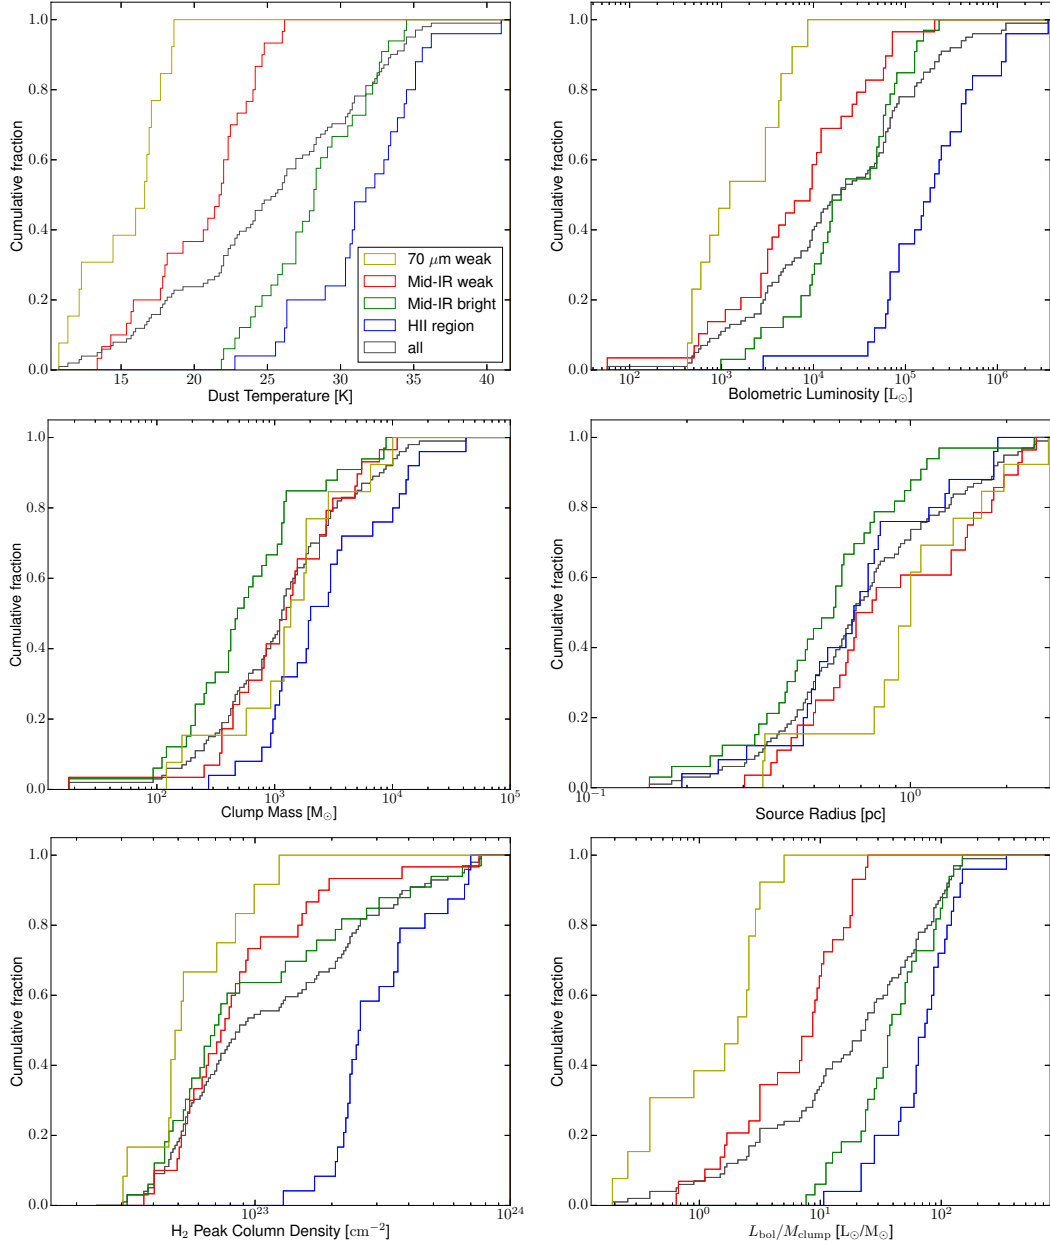 1.0
0.8
0.6
0.4
0.2
0.0
Cumulative fraction
15 20 25 30 35 40
Dust Temperature [K]
70 μm weak
Mid-IR weak
Mid-IR bright
HII region
all
1.0
0.8
0.6
0.4
0.2
0.0
Cumulative fraction
10² 10³ 10⁴ 10⁵ 10⁶
Bolometric Luminosity [L⊙]
1.0
0.8
0.6
0.4
0.2
0.0
Cumulative fraction
10² 10³ 10⁴ 10⁵
Clump Mass [M⊙]
1.0
0.8
0.6
0.4
0.2
0.0
Cumulative fraction
10⁻¹ 10⁰
Source Radius [pc]
1.0
0.8
0.6
0.4
0.2
0.0
Cumulative fraction
10²³ 10²⁴
H₂ Peak Column Density [cm⁻²]
1.0
0.8
0.6
0.4
0.2
0.0
Cumulative fraction
10⁰ 10¹ 10²
L_bol/M_clump [L⊙/M⊙]